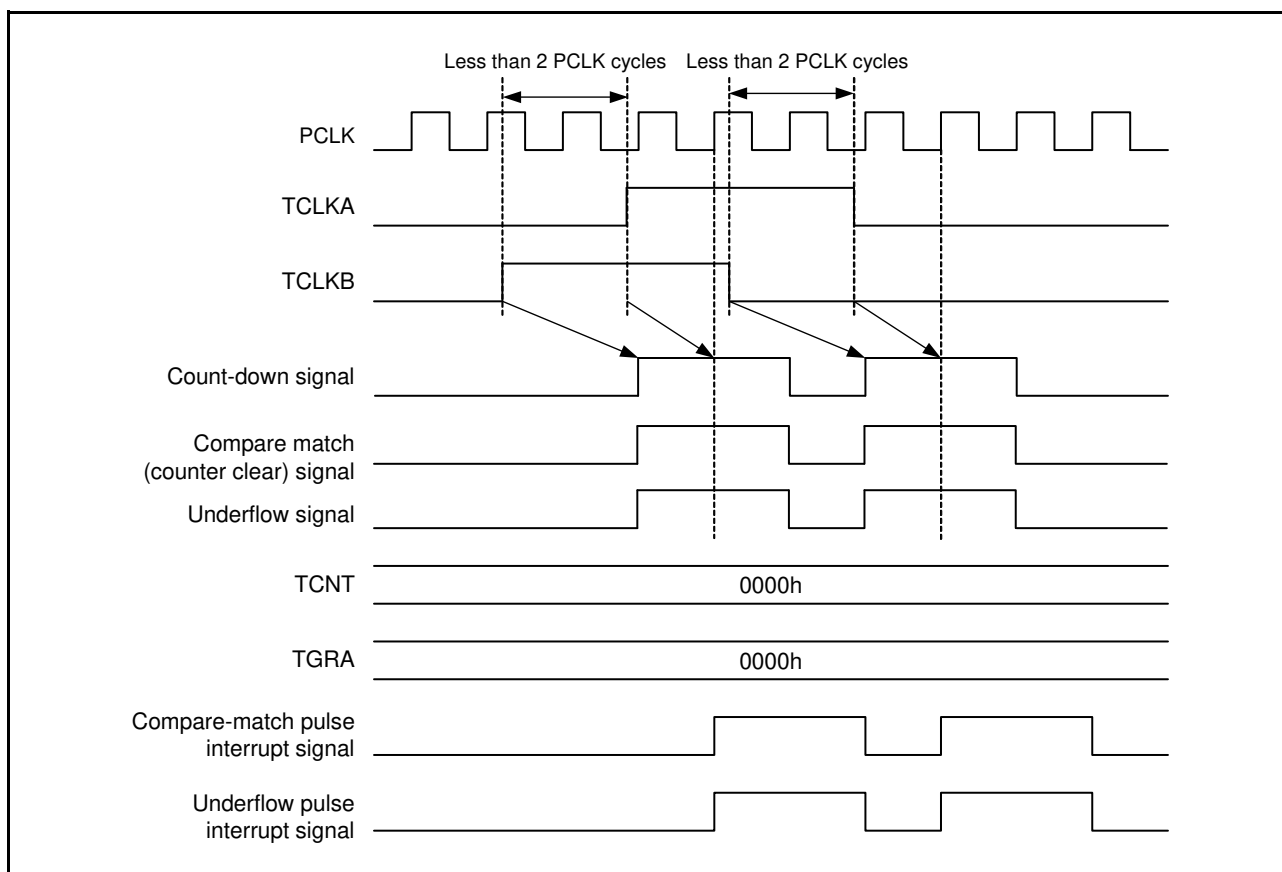 Less than 2 PCLK cycles Less than 2 PCLK cycles
PCLK
TCLKA
TCLKB
Count-down signal
Compare match
(counter clear) signal
Underflow signal
TCNT 0000h
TGRA 0000h
Compare-match pulse
interrupt signal
Underflow pulse
interrupt signal